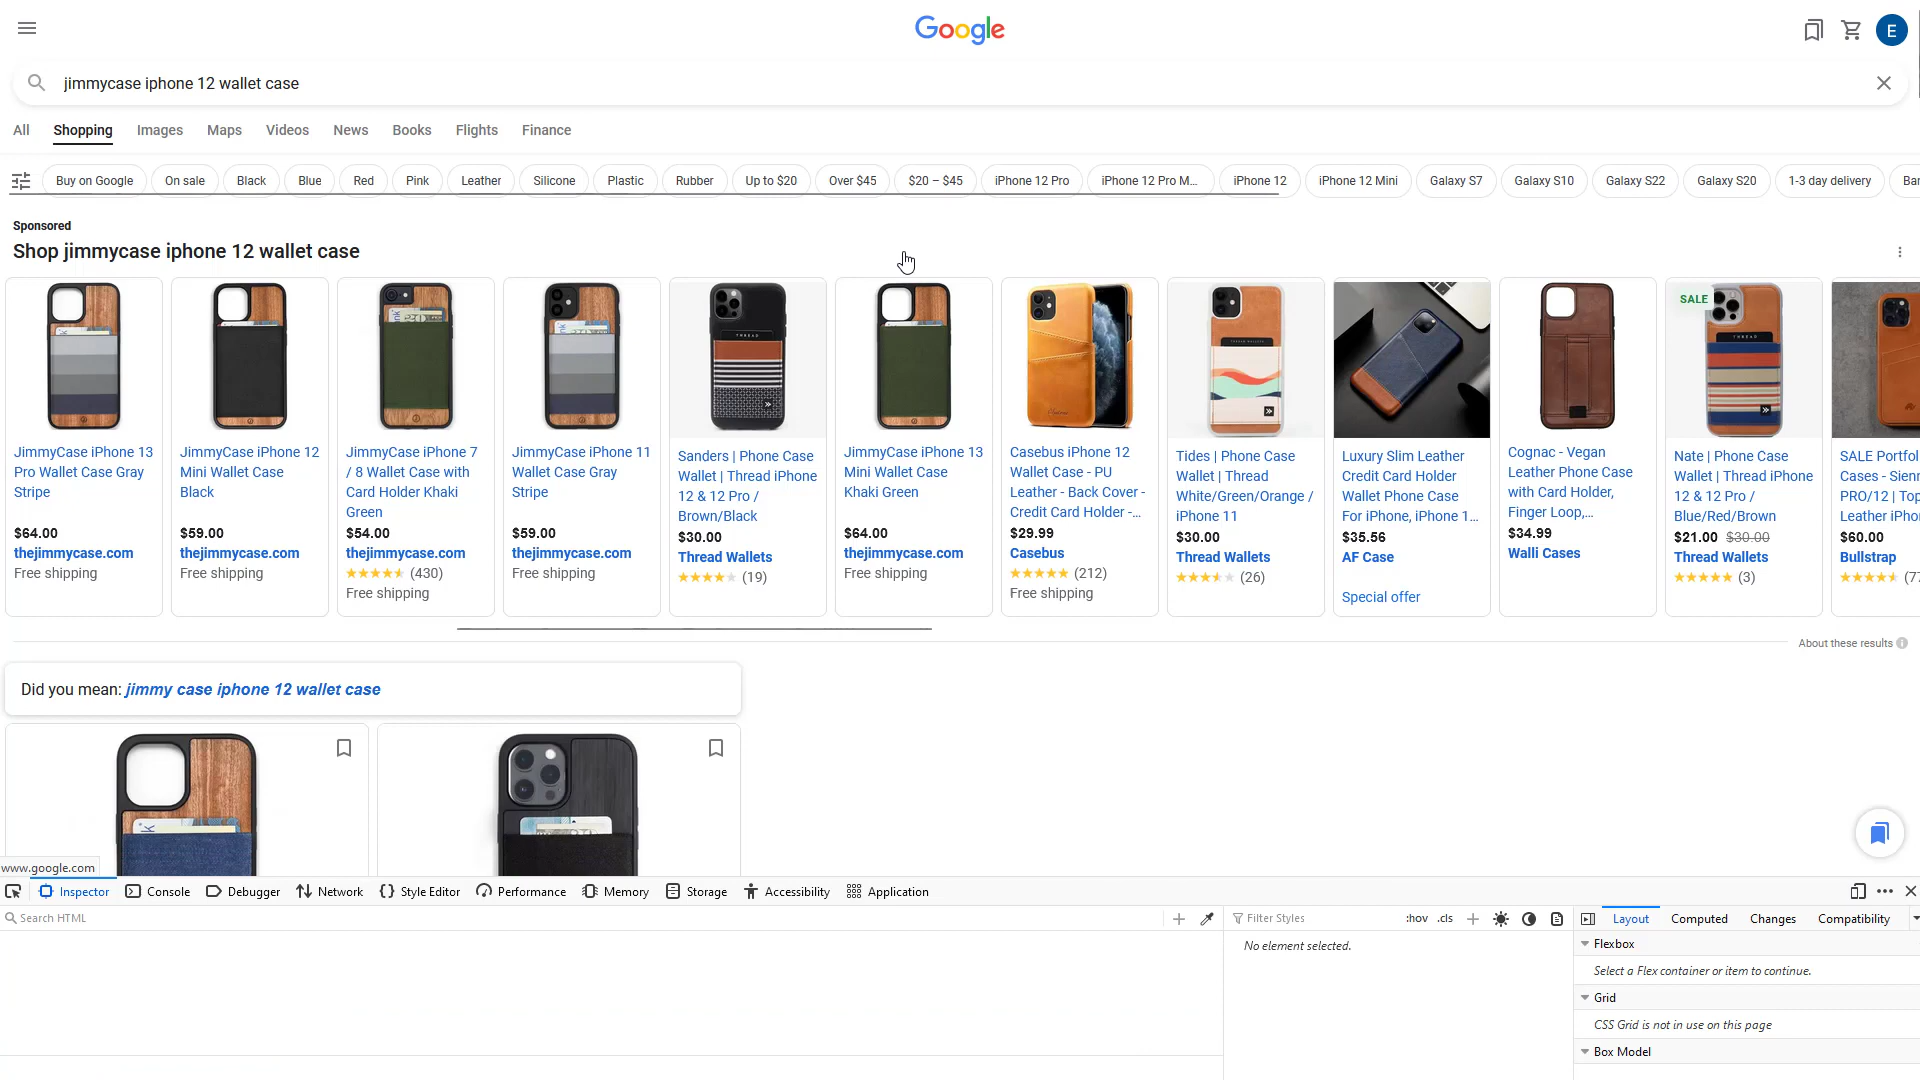 Google
E
jimmycase iphone 12 wallet case
All Shopping Images Maps Videos News Books Flights Finance
Buy on Google On sale Black Blue Red Pink Leather Silicone Plastic Rubber Up to $20 Over $45 $20 – $45 iPhone 12 Pro iPhone 12 Pro M... iPhone 12 iPhone 12 Mini Galaxy S7 Galaxy S10 Galaxy S22 Galaxy S20 1-3 day delivery Bar
Sponsored
Shop jimmycase iphone 12 wallet case
JimmyCase iPhone 13
Pro Wallet Case Gray
Stripe
$64.00
thejimmycase.com
Free shipping
JimmyCase iPhone 12
Mini Wallet Case
Black
$59.00
thejimmycase.com
Free shipping
JimmyCase iPhone 7
/ 8 Wallet Case with
Card Holder Khaki
Green
$54.00
thejimmycase.com
(430)
Free shipping
JimmyCase iPhone 11
Wallet Case Gray
Stripe
$59.00
thejimmycase.com
Free shipping
THREAD
Sanders | Phone Case
Wallet | Thread iPhone
12 & 12 Pro /
Brown/Black
$30.00
Thread Wallets
(19)
JimmyCase iPhone 13
Mini Wallet Case
Khaki Green
$64.00
thejimmycase.com
Free shipping
Casebus iPhone 12
Wallet Case - PU
Leather - Back Cover -
Credit Card Holder -...
$29.99
Casebus
(212)
Free shipping
Tides | Phone Case
Wallet | Thread
White/Green/Orange /
iPhone 11
$30.00
Thread Wallets
(26)
Luxury Slim Leather
Credit Card Holder
Wallet Phone Case
For iPhone, iPhone 1...
$35.56
AF Case
Special offer
Cognac - Vegan
Leather Phone Case
with Card Holder,
Finger Loop,...
$34.99
Walli Cases
SALE
THREAD
Nate | Phone Case
Wallet | Thread iPhone
12 & 12 Pro /
Blue/Red/Brown
$21.00 $30.00
Thread Wallets
(3)
SALE Portfol
Cases - Sienn
PRO/12 | Top
Leather iPhon
$60.00
Bullstrap
(77
About these results
Did you mean: jimmy case iphone 12 wallet case
www.google.com
Inspector Console Debugger Network Style Editor Performance Memory Storage Accessibility Application
Search HTML
Filter Styles :hov .cls
Layout Computed Changes Compatibility
No element selected.
Flexbox
Select a Flex container or item to continue.
Grid
CSS Grid is not in use on this page
Box Model